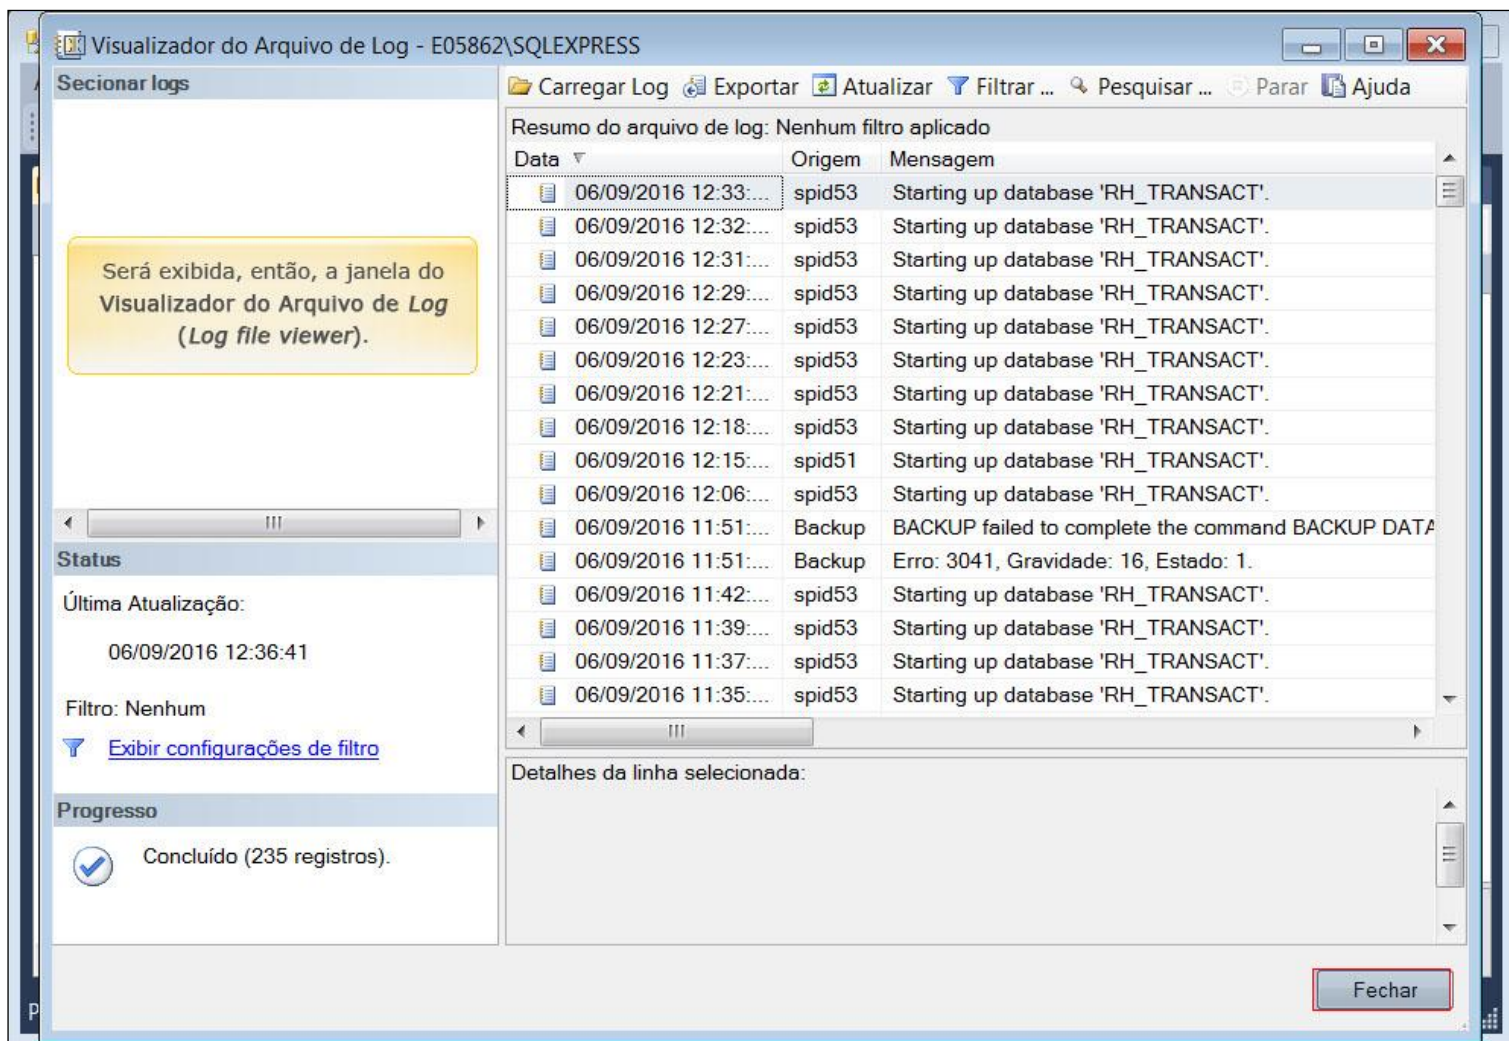 Visualizador do Arquivo de Log - E05862\SQLEXPRESS
Secionar logs
Será exibida, então, a janela do
Visualizador do Arquivo de Log
(Log file viewer).
Status
Última Atualização:
06/09/2016 12:36:41
Filtro: Nenhum
Exibir configurações de filtro
Progresso
Concluído (235 registros).
Carregar Log Exportar Atualizar Filtrar ... Pesquisar ... Parar Ajuda
Resumo do arquivo de log: Nenhum filtro aplicado
Data Origem Mensagem
06/09/2016 12:33:... spid53 Starting up database 'RH_TRANSACT'.
06/09/2016 12:32:... spid53 Starting up database 'RH_TRANSACT'.
06/09/2016 12:31:... spid53 Starting up database 'RH_TRANSACT'.
06/09/2016 12:29:... spid53 Starting up database 'RH_TRANSACT'.
06/09/2016 12:27:... spid53 Starting up database 'RH_TRANSACT'.
06/09/2016 12:23:... spid53 Starting up database 'RH_TRANSACT'.
06/09/2016 12:21:... spid53 Starting up database 'RH_TRANSACT'.
06/09/2016 12:18:... spid53 Starting up database 'RH_TRANSACT'.
06/09/2016 12:15:... spid51 Starting up database 'RH_TRANSACT'.
06/09/2016 12:06:... spid53 Starting up database 'RH_TRANSACT'.
06/09/2016 11:51:... Backup BACKUP failed to complete the command BACKUP DATA
06/09/2016 11:51:... Backup Erro: 3041, Gravidade: 16, Estado: 1.
06/09/2016 11:42:... spid53 Starting up database 'RH_TRANSACT'.
06/09/2016 11:39:... spid53 Starting up database 'RH_TRANSACT'.
06/09/2016 11:37:... spid53 Starting up database 'RH_TRANSACT'.
06/09/2016 11:35:... spid53 Starting up database 'RH_TRANSACT'.
Detalhes da linha selecionada:
Fechar